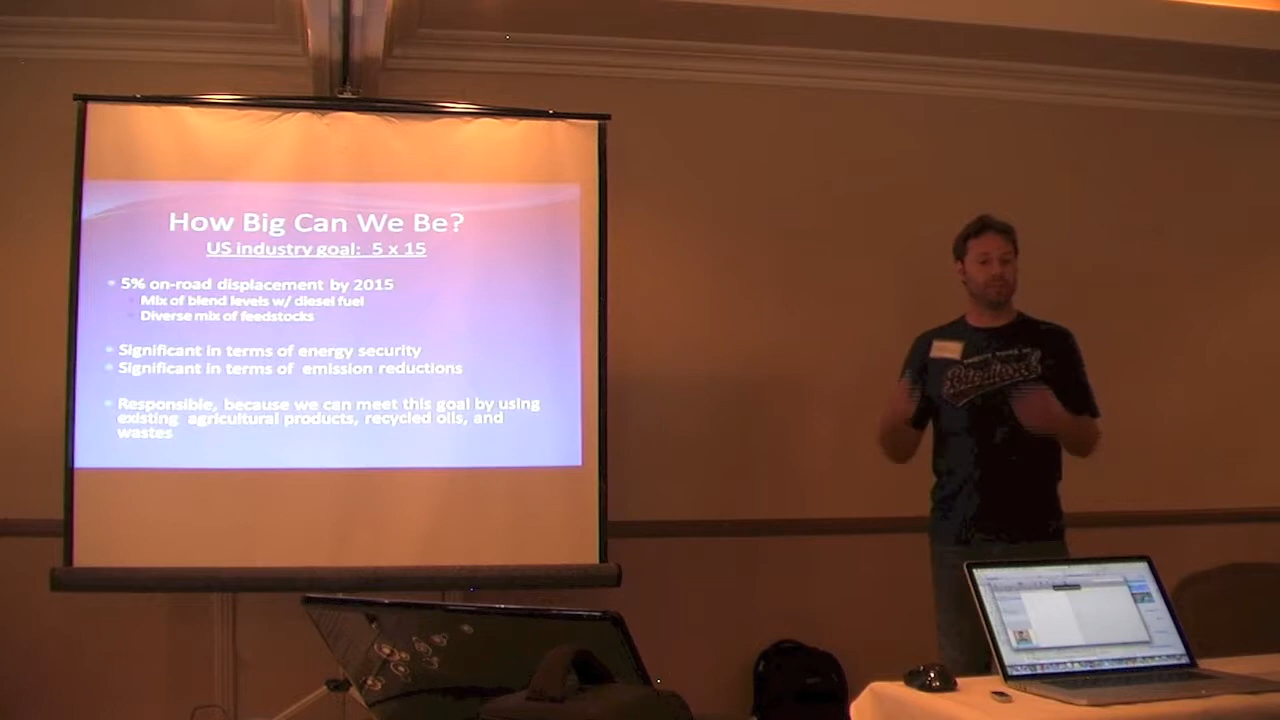 How Big Can We Be?
US industry goal:  5 x 15
5% on-road displacement by 2015
Mix of blend levels w/ diesel fuel
Diverse mix of feedstocks
Significant in terms of energy security
Significant in terms of  emission reductions
Responsible, because we can meet this goal by using
existing  agricultural products, recycled oils, and
wastes
Biodiesel